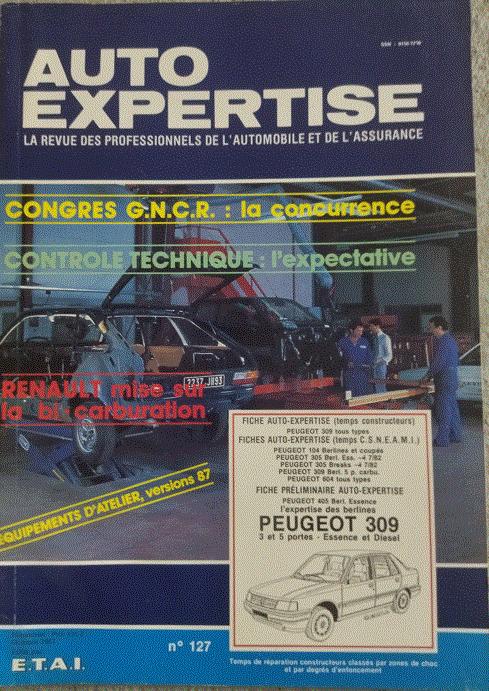 AUTO
EXPERTISE
LA REVUE DES PROFESSIONNELS DE L'AUTOMOBILE ET DE L'ASSURANCE
CONGRES G.N.C.R. : la concurrence
CONTROLE TECHNIQUE : l'expectative
2237 JB93
RENAULT mise sur
la bi-carburation
EQUIPEMENTS D'ATELIER, versions 87
FICHE AUTO-EXPERTISE (temps constructeurs)
PEUGEOT 309 tous types
FICHES AUTO-EXPERTISE (temps C.S.N.E.A.M.I.)
PEUGEOT 104 Berlines et coupés
PEUGEOT 305 Berl. Ess. → 7/82
PEUGEOT 305 Breaks → 7/82
PEUGEOT 309 Berl. 5 p. carbu.
PEUGEOT 604 tous types
FICHE PRÉLIMINAIRE AUTO-EXPERTISE
PEUGEOT 405 Berl. Essence
l'expertise des berlines
PEUGEOT 309
3 et 5 portes - Essence et Diesel
n° 127
E.T.A.I.
Temps de réparation constructeurs classés par zones de choc
et par degrés d'enfoncement